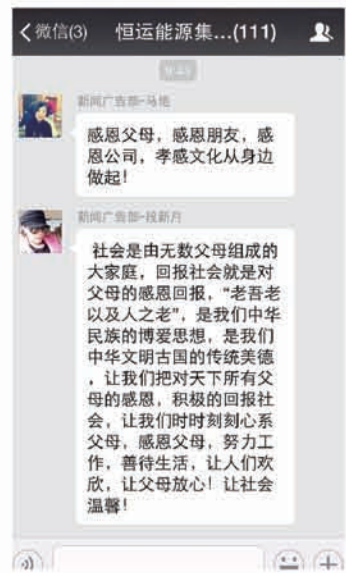 微信(3) 恒运能源集...(111)
新闻广告部-马艳
感恩父母，感恩朋友，感
恩公司，孝感文化从身边
做起！
新闻广告部-段新月
社会是由无数父母组成的
大家庭，回报社会就是对
父母的感恩回报，“老吾老
以及人之老”，是我们中华
民族的博爱思想，是我们
中华文明古国的传统美德
，让我们把对天下所有父
母的感恩，积极的回报社
会，让我们时时刻刻心系
父母，感恩父母，努力工
作，善待生活，让人们欢
欣，让父母放心！让社会
温馨！